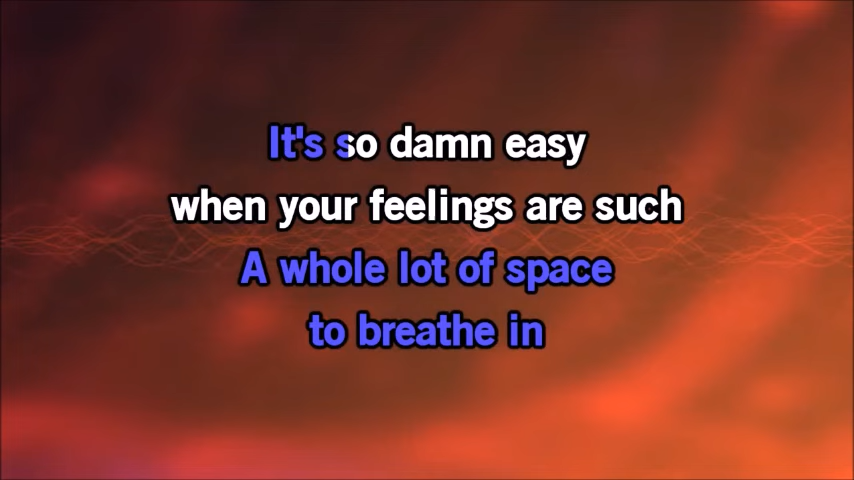 It's so damn easy
when your feelings are such
A whole lot of space
to breathe in